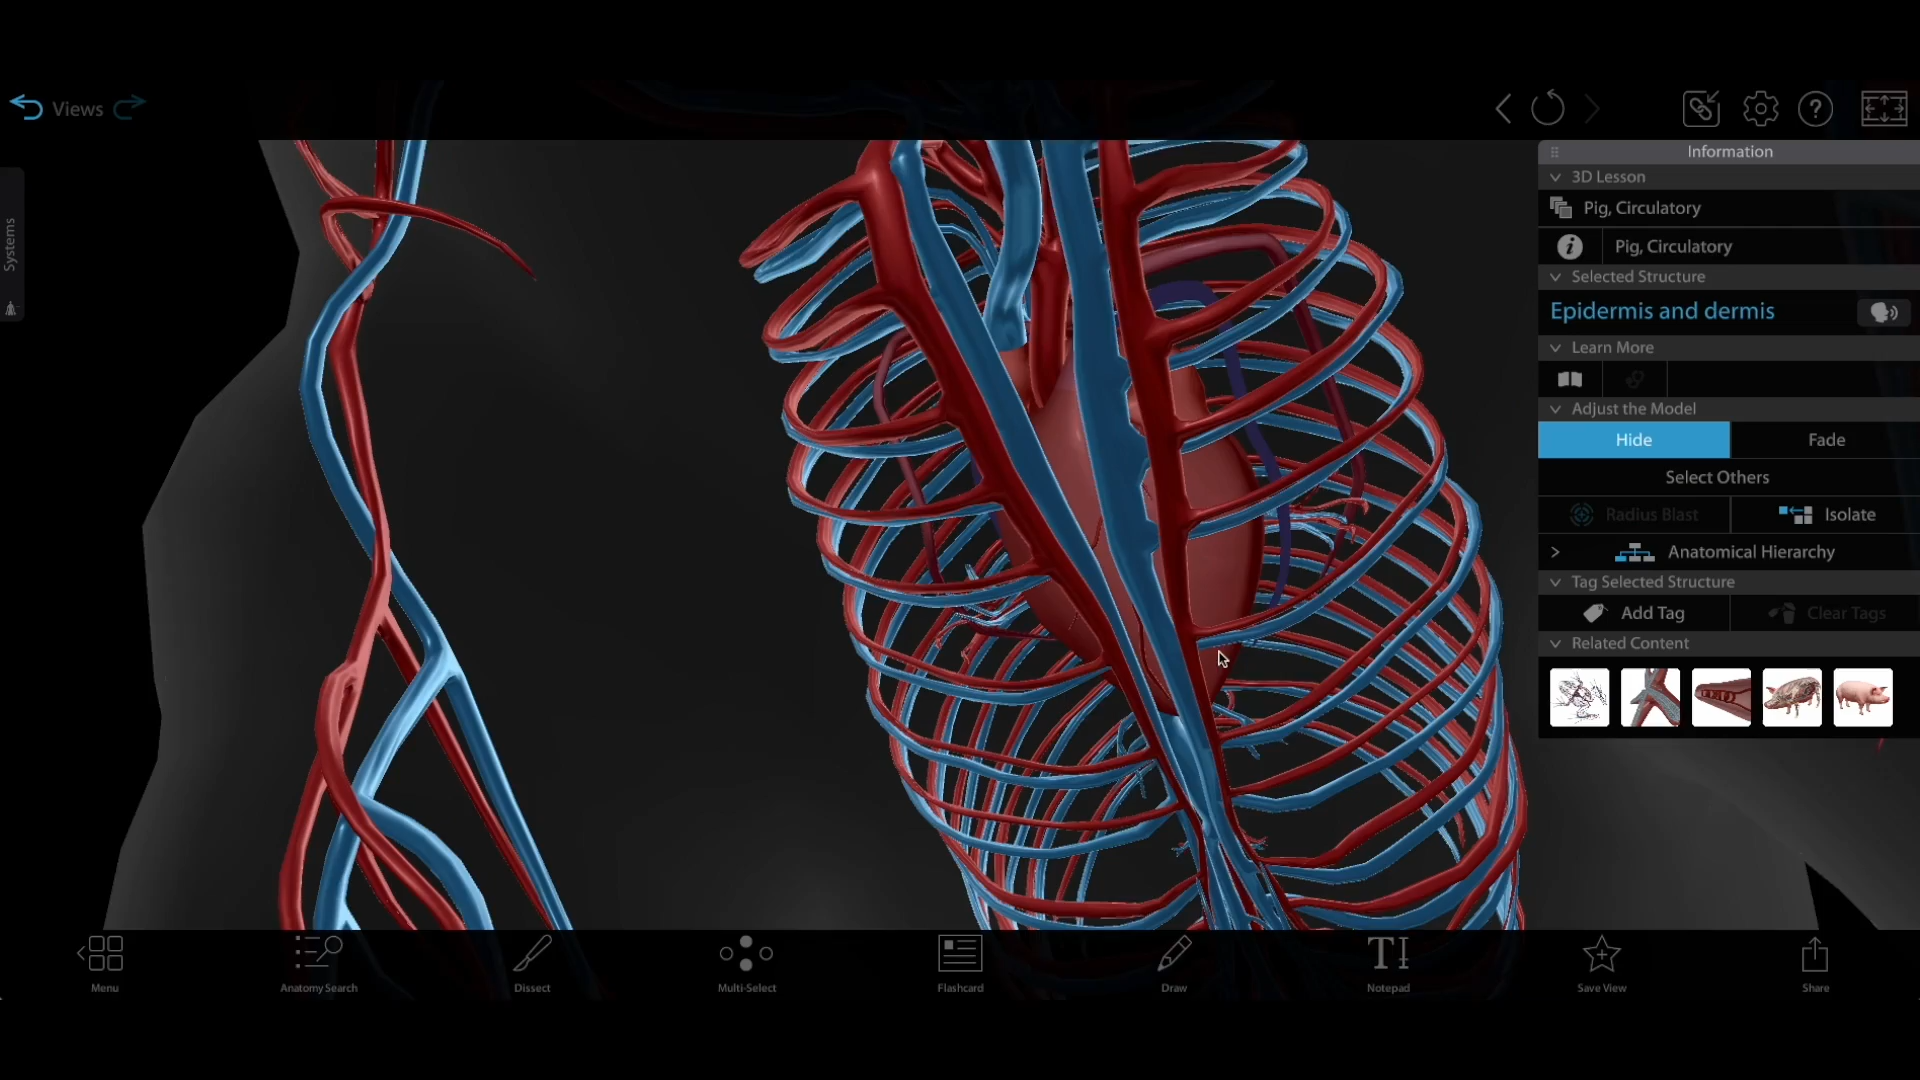 Views
Systems
Information
3D Lesson
Pig, Circulatory
Pig, Circulatory
Selected Structure
Epidermis and dermis
Learn More
Adjust the Model
Hide Fade
Select Others
Radius Blast Isolate
Anatomical Hierarchy
Tag Selected Structure
Add Tag Clear Tags
Related Content
Menu Anatomy Search Dissect Multi-Select Flashcard Draw Notepad Save View Share